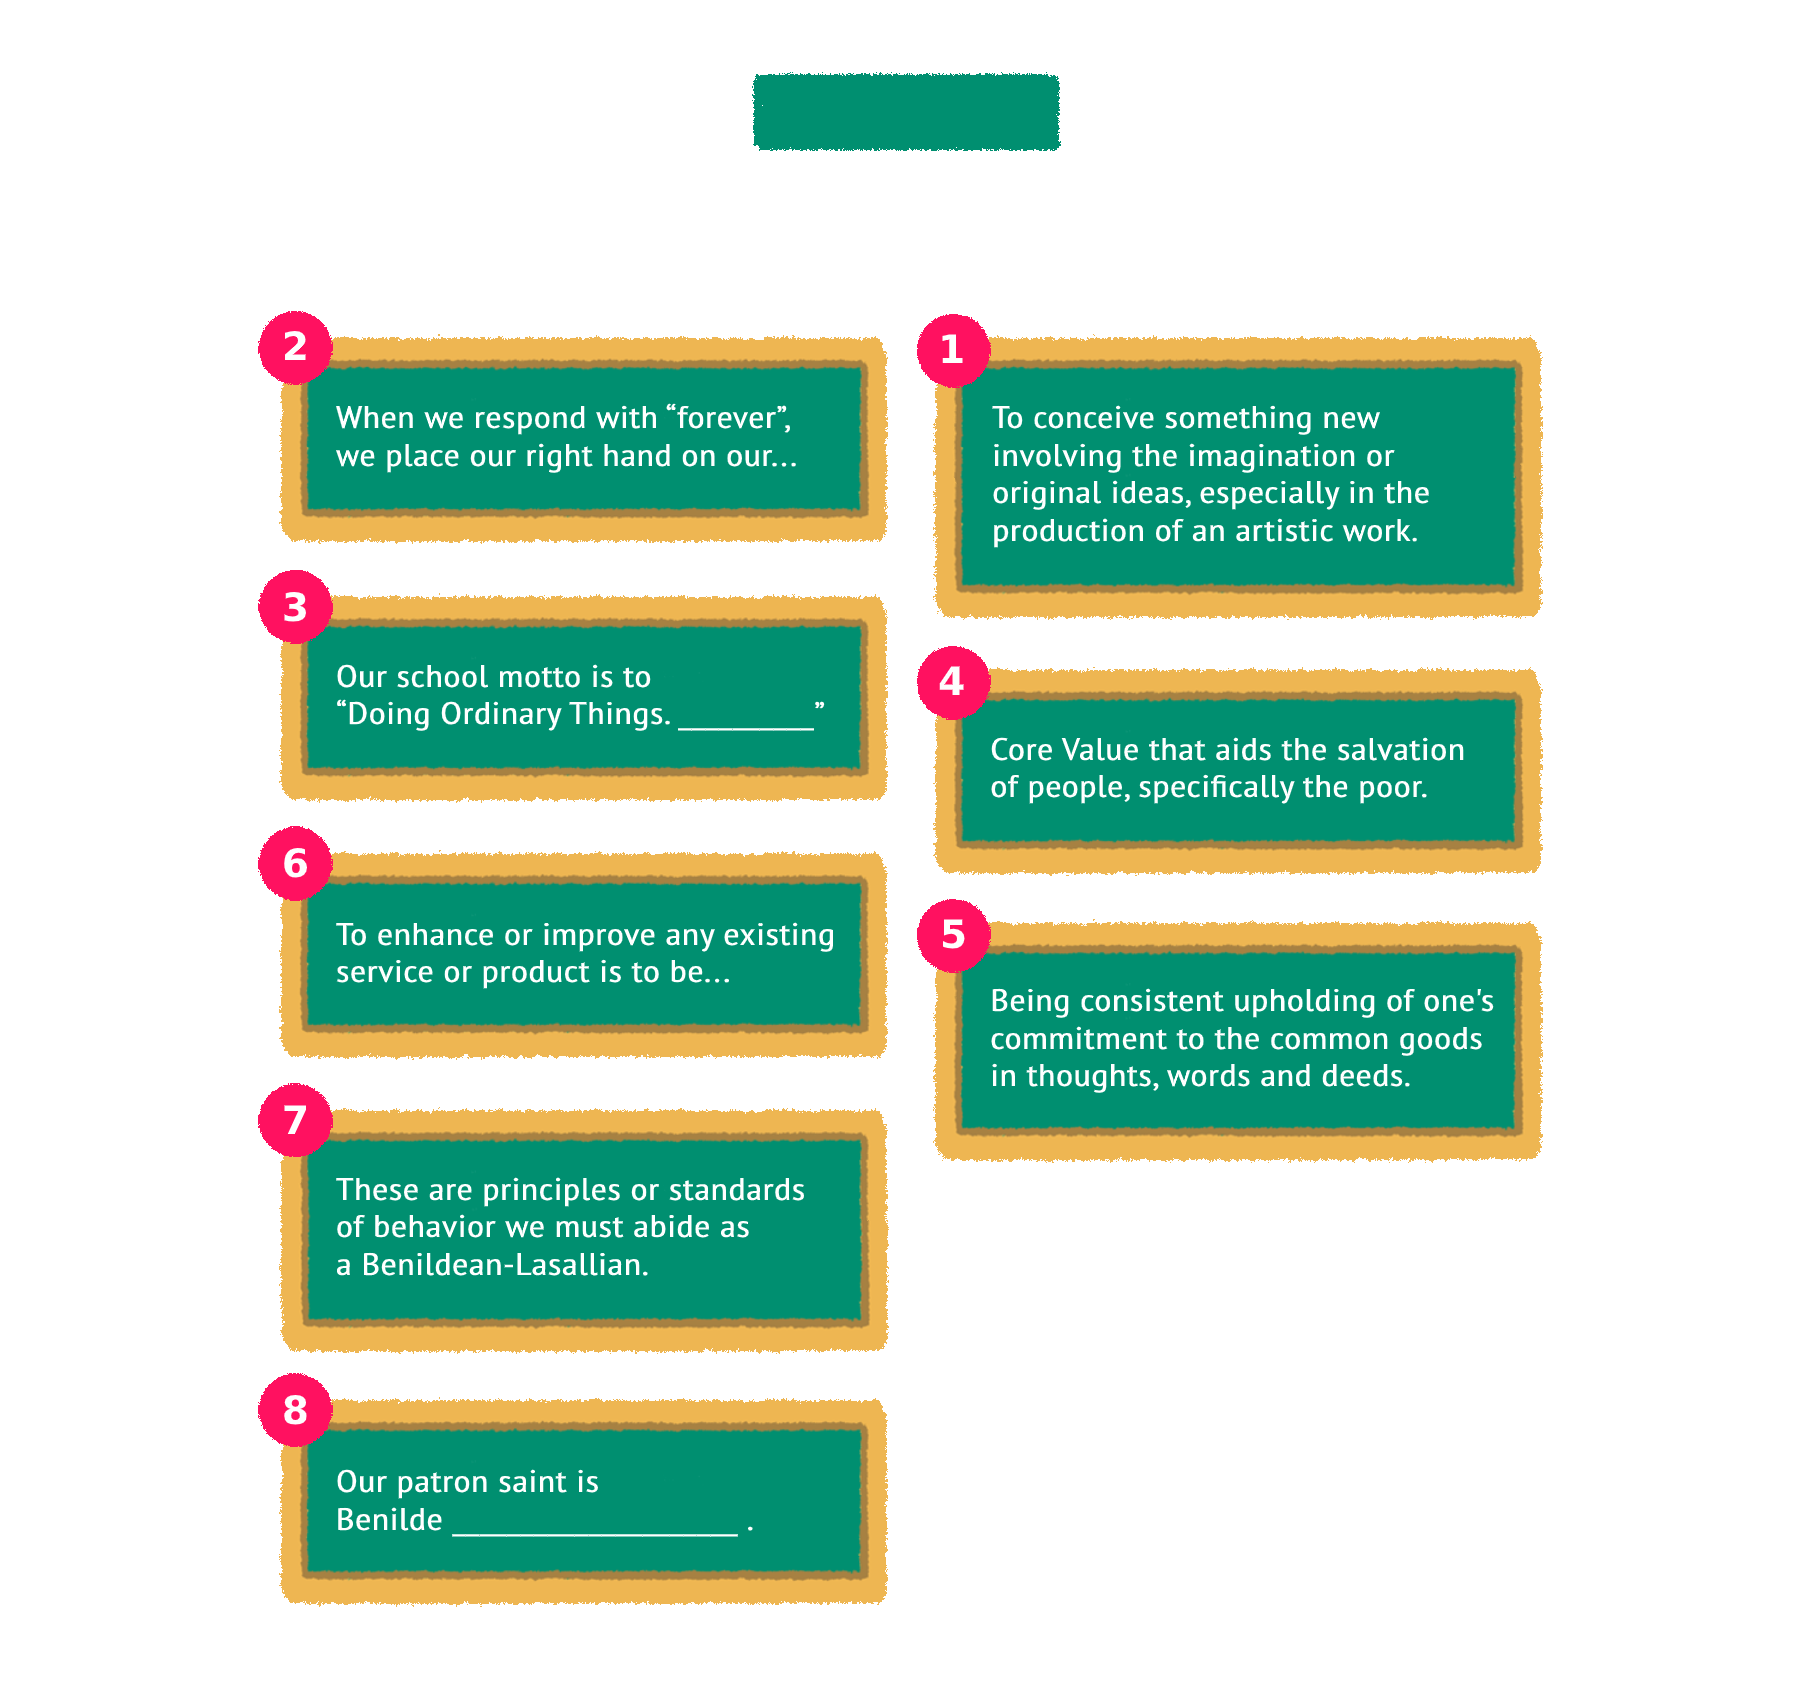 2
When we respond with “forever”,
we place our right hand on our...
3
Our school motto is to
“Doing Ordinary Things. __________”
6
To enhance or improve any existing
service or product is to be...
7
These are principles or standards
of behavior we must abide as
a Benildean-Lasallian.
8
Our patron saint is
Benilde _____________________ .
1
To conceive something new
involving the imagination or
original ideas, especially in the
production of an artistic work.
4
Core Value that aids the salvation
of people, specifically the poor.
5
Being consistent upholding of one's
commitment to the common goods
in thoughts, words and deeds.